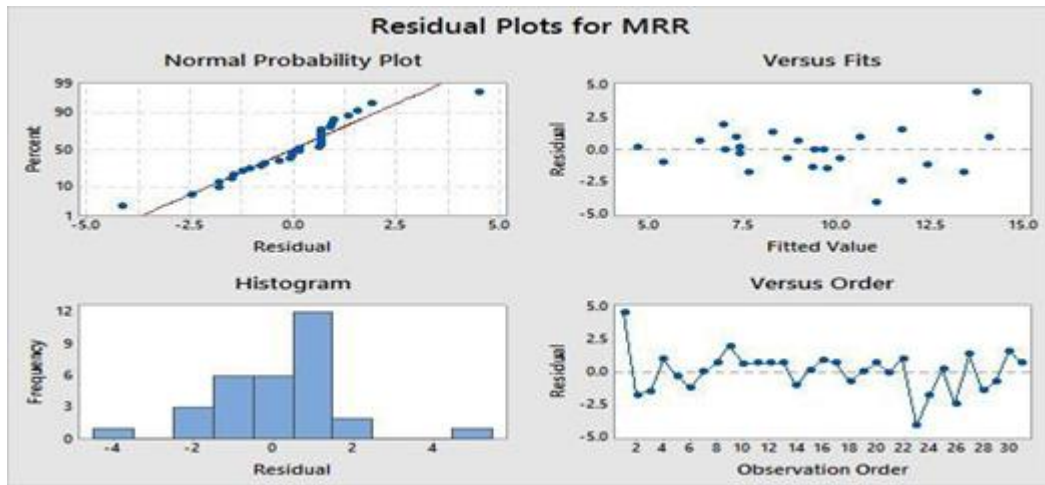 Residual Plots for MRR
Normal Probability Plot
99
90
50
10
1
Percent
-5.0 -2.5 0.0 2.5 5.0
Residual
Versus Fits
5.0
2.5
0.0
-2.5
-5.0
Residual
5.0 7.5 10.0 12.5 15.0
Fitted Value
Histogram
12
9
6
3
0
Frequency
-4 -2 0 2 4
Residual
Versus Order
5.0
2.5
0.0
-2.5
-5.0
Residual
2 4 6 8 10 12 14 16 18 20 22 24 26 28 30
Observation Order